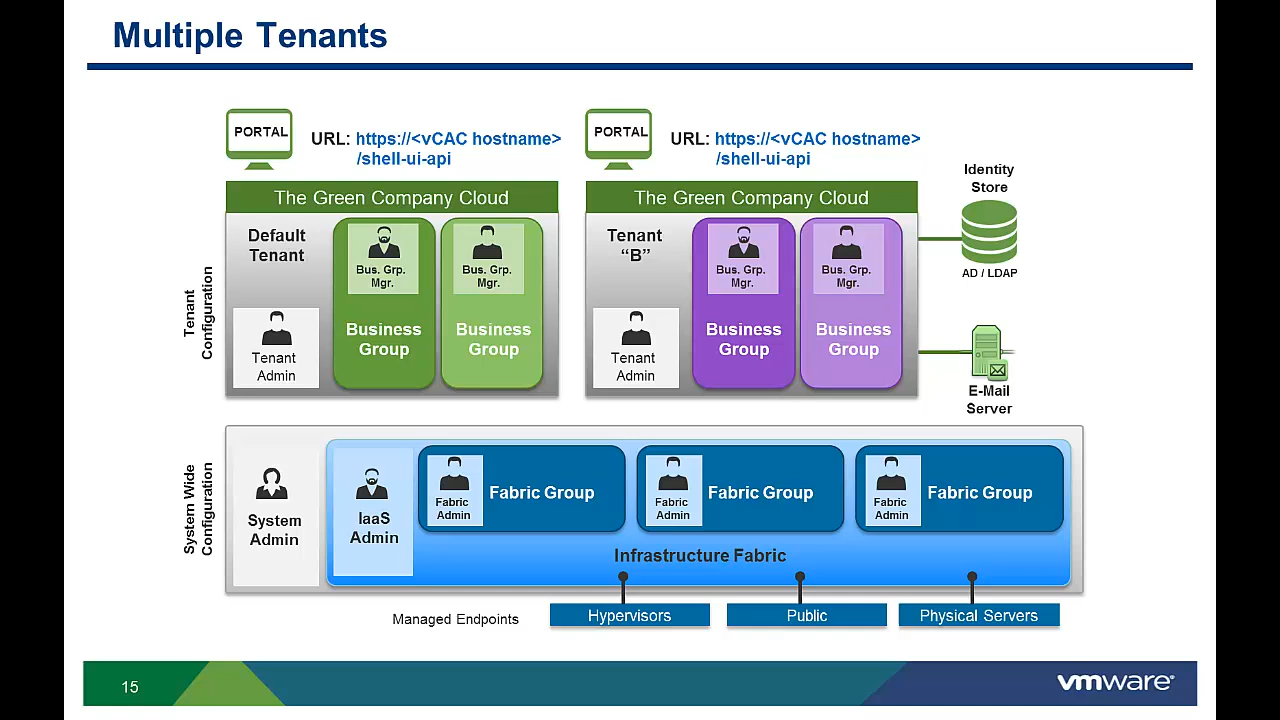 Multiple Tenants
PORTAL
URL: https://<vCAC hostname>
/shell-ui-api
PORTAL
URL: https://<vCAC hostname>
/shell-ui-api
Identity
Store
AD / LDAP
E-Mail
Server
Tenant
Configuration
The Green Company Cloud
Default
Tenant
Tenant
Admin
Bus. Grp.
Mgr.
Business
Group
Bus. Grp.
Mgr.
Business
Group
The Green Company Cloud
Tenant
“B”
Tenant
Admin
Bus. Grp.
Mgr.
Business
Group
Bus. Grp.
Mgr.
Business
Group
System Wide
Configuration
System
Admin
IaaS
Admin
Fabric
Admin
Fabric Group
Fabric
Admin
Fabric Group
Fabric
Admin
Fabric Group
Infrastructure Fabric
Managed Endpoints
Hypervisors
Public
Physical Servers
15
vmware®